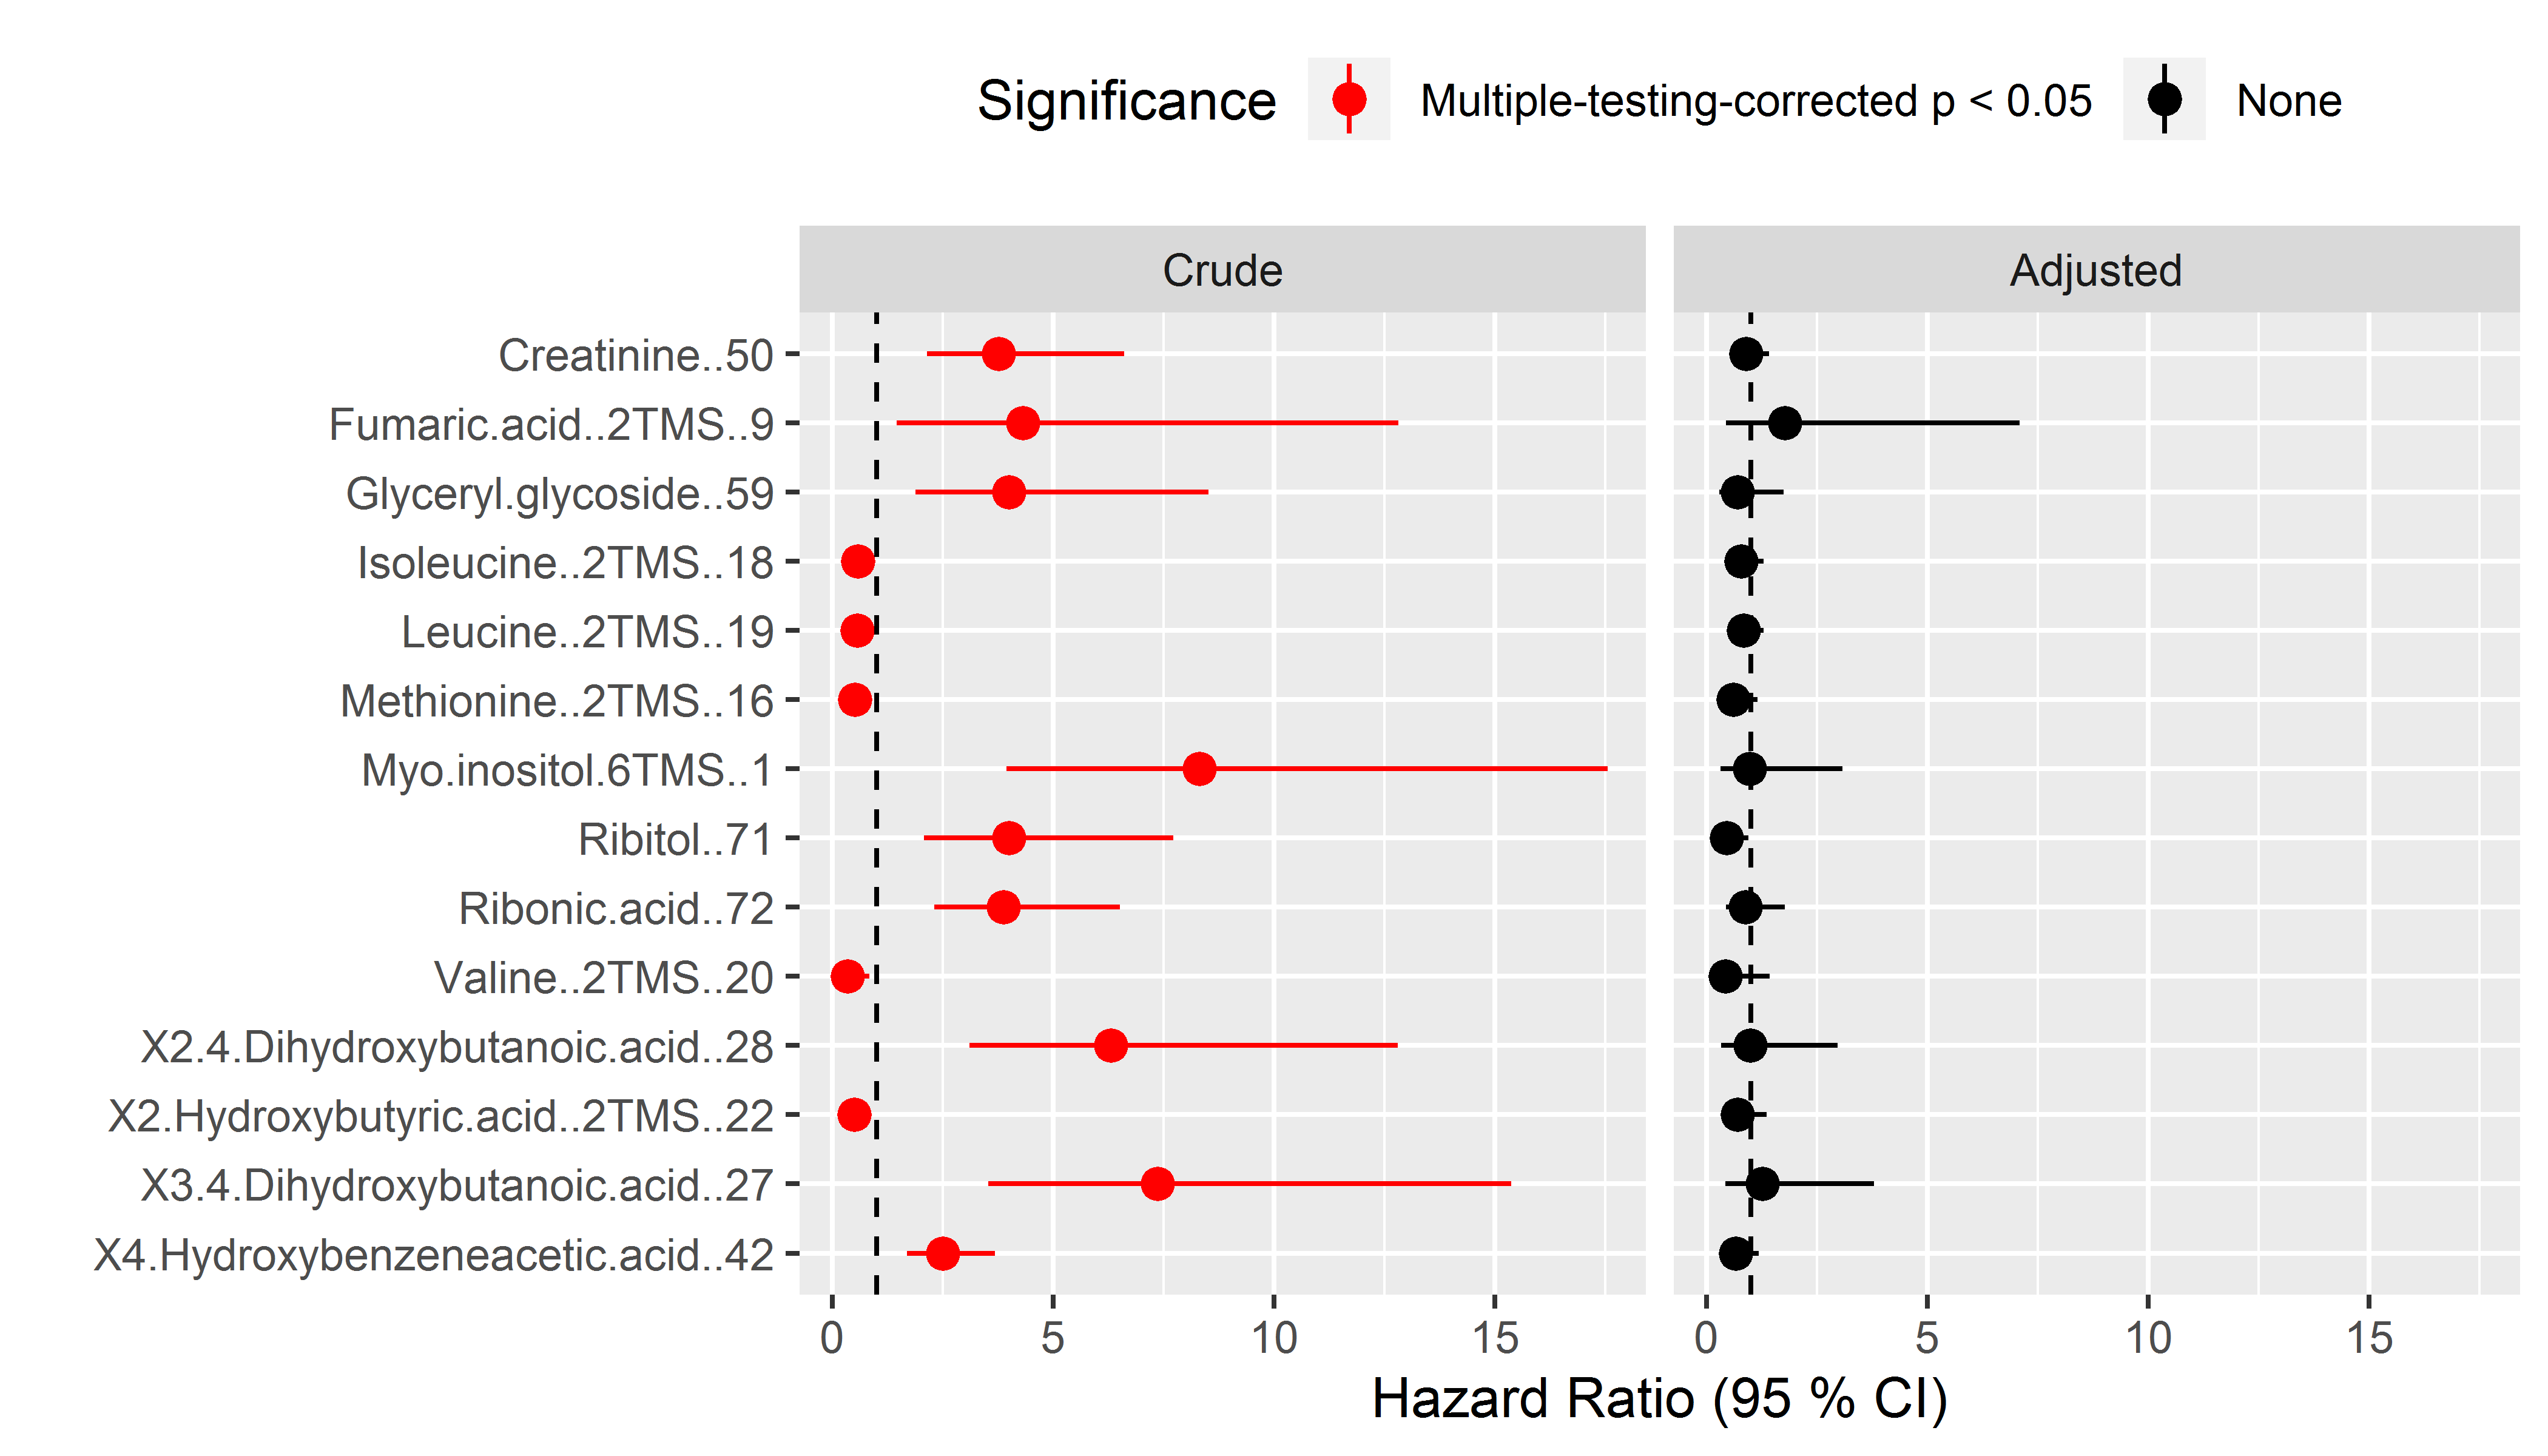 Significance Multiple-testing-corrected p < 0.05 None
Crude Adjusted
Creatinine..50
Fumaric.acid..2TMS..9
Glyceryl.glycoside..59
Isoleucine..2TMS..18
Leucine..2TMS..19
Methionine..2TMS..16
Myo.inositol.6TMS..1
Ribitol..71
Ribonic.acid..72
Valine..2TMS..20
X2.4.Dihydroxybutanoic.acid..28
X2.Hydroxybutyric.acid..2TMS..22
X3.4.Dihydroxybutanoic.acid..27
X4.Hydroxybenzeneacetic.acid..42
0 5 10 15 0 5 10 15
Hazard Ratio (95 % CI)